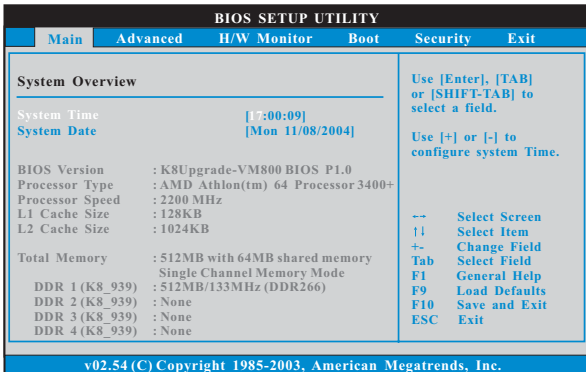 BIOS SETUP UTILITY
Main Advanced H/W Monitor Boot Security Exit
System Overview
System Time [17:00:09]
System Date [Mon 11/08/2004]
BIOS Version : K8Upgrade-VM800 BIOS P1.0
Processor Type : AMD Athlon(tm) 64 Processor 3400+
Processor Speed : 2200 MHz
L1 Cache Size : 128KB
L2 Cache Size : 1024KB
Total Memory : 512MB with 64MB shared memory
Single Channel Memory Mode
DDR 1 (K8_939) : 512MB/133MHz (DDR266)
DDR 2 (K8_939) : None
DDR 3 (K8_939) : None
DDR 4 (K8_939) : None
Use [Enter], [TAB]
or [SHIFT-TAB] to
select a field.
Use [+] or [-] to
configure system Time.
←→ Select Screen
↑↓ Select Item
+- Change Field
Tab Select Field
F1 General Help
F9 Load Defaults
F10 Save and Exit
ESC Exit
v02.54 (C) Copyright 1985-2003, American Megatrends, Inc.